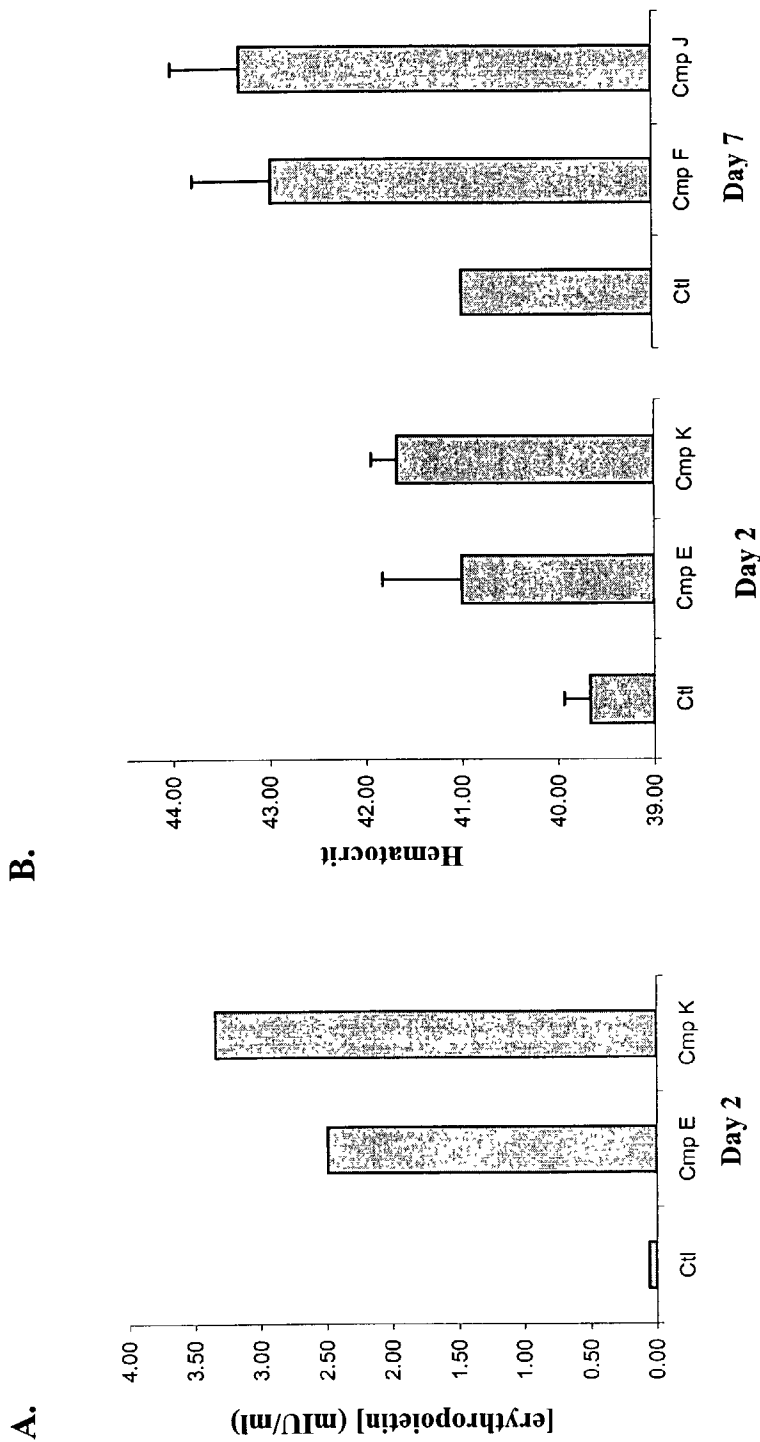 A.
[erythropoietin] (mIU/ml)
4.00
3.50
3.00
2.50
2.00
1.50
1.00
0.50
0.00
Ctl
Cmp E
Cmp K
Day 2
B.
Hematocrit
44.00
43.00
42.00
41.00
40.00
39.00
Ctl
Cmp E
Cmp K
Day 2
Ctl
Cmp F
Cmp J
Day 7